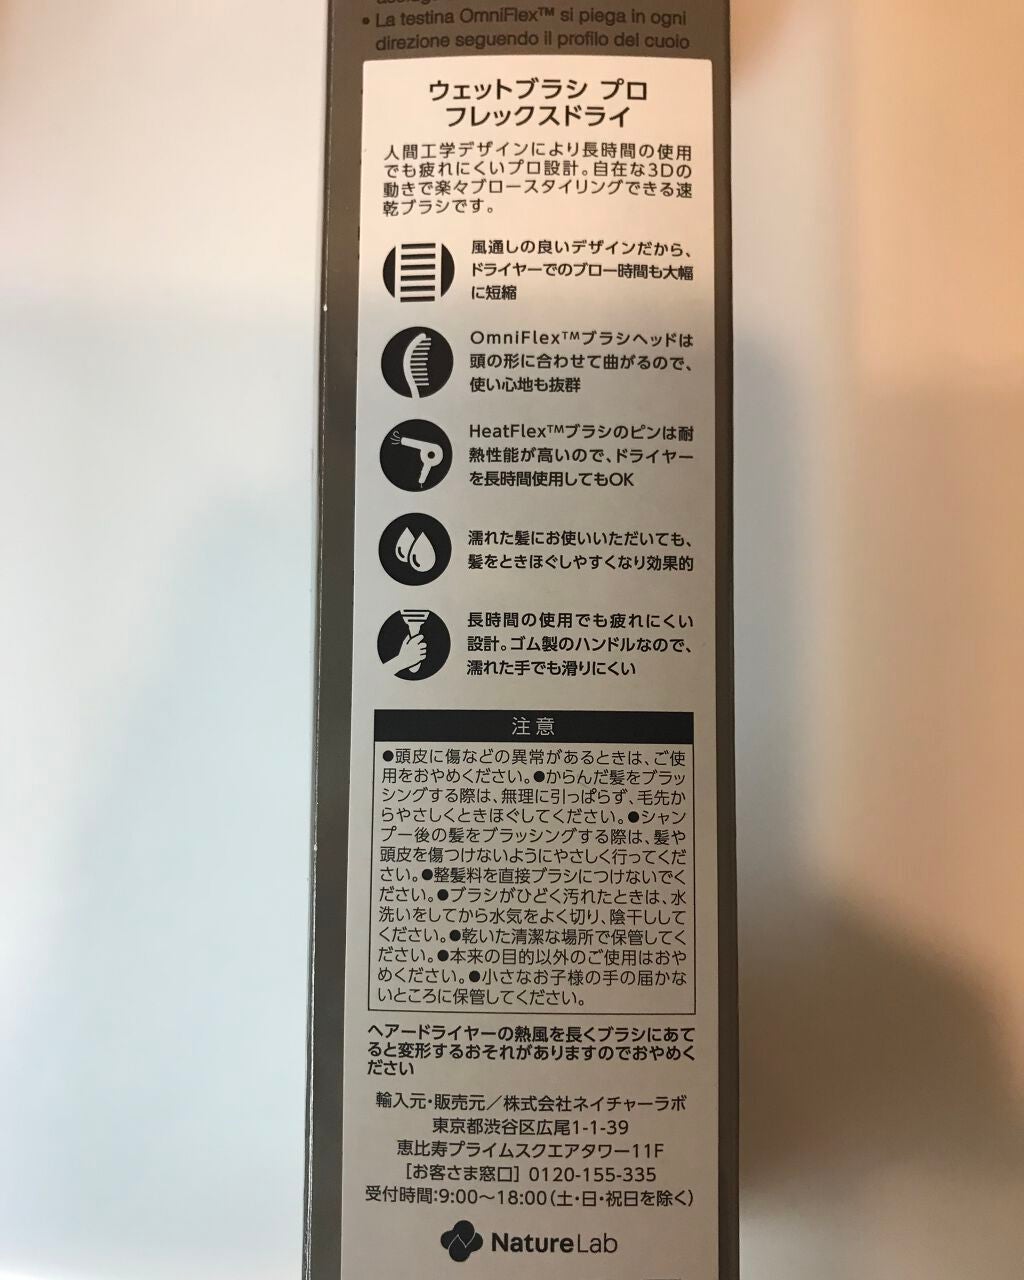 • La testina OmniFlex™ si piega in ogni
direzione seguendo il profilo del cuoio
ウェットブラシ プロ
フレックスドライ
人間工学デザインにより長時間の使用
でも疲れにくいプロ設計。自在な3Dの
動きで楽々ブロースタイリングできる速
乾ブラシです。
風通しの良いデザインだから、
ドライヤーでのブロー時間も大幅
に短縮
OmniFlex™ブラシヘッドは
頭の形に合わせて曲がるので、
使い心地も抜群
HeatFlex™ブラシのピンは耐
熱性能が高いので、ドライヤー
を長時間使用してもOK
濡れた髪にお使いいただいても、
髪をときほぐしやすくなり効果的
長時間の使用でも疲れにくい
設計。ゴム製のハンドルなので、
濡れた手でも滑りにくい
注意
●頭皮に傷などの異常があるときは、ご使
用をおやめください。●からんだ髪をブラッ
シングする際は、無理に引っぱらず、毛先か
らやさしくときほぐしてください。●シャン
プー後の髪をブラッシングする際は、髪や
頭皮を傷つけないようにやさしく行ってくだ
さい。●整髪料を直接ブラシにつけないでく
ださい。●ブラシがひどく汚れたときは、水
洗いをしてから水気をよく切り、陰干しして
ください。●乾いた清潔な場所で保管してく
ださい。●本来の目的以外のご使用はおや
めください。●小さなお子様の手の届かな
いところに保管してください。
ヘアードライヤーの熱風を長くブラシにあて
ると変形するおそれがありますのでおやめく
ださい
輸入元・販売元／株式会社ネイチャーラボ
東京都渋谷区広尾1-1-39
恵比寿プライムスクエアタワー11F
［お客さま窓口］0120-155-335
受付時間:9:00～18:00(土・日・祝日を除く)
NatureLab